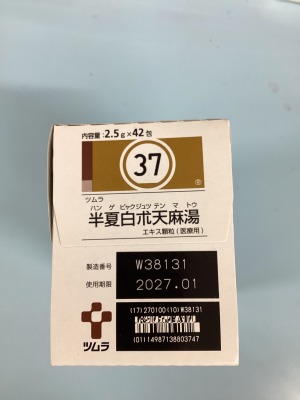 内容量:2.5g×42包
37
®
ツムラ
ハン ゲ ビャクジュツ テン マ トウ
半夏白朮天麻湯
エキス顆粒(医療用)
製造番号 W38131
使用期限 2027.01
(17)270100(10)W38131
(01)14987138803747
ツムラ